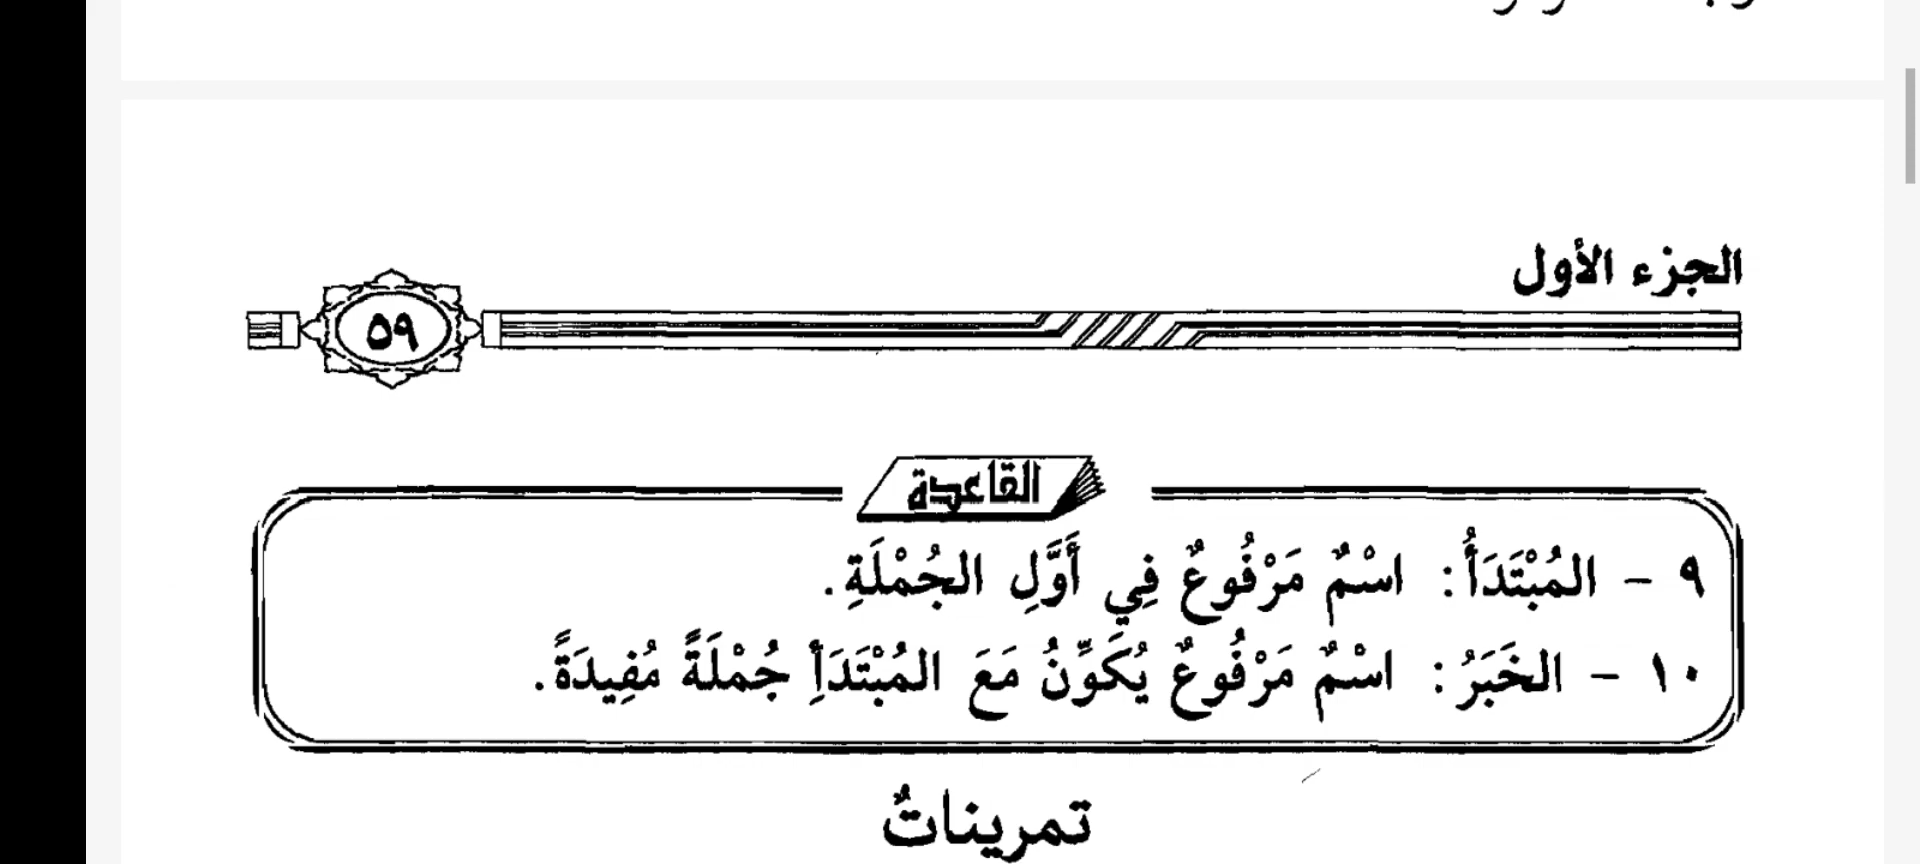 الجزء الأول
٥٩
القاعدة
٩ - المُبْتَدَأُ: اسْمٌ مَرْفُوعٌ فِي أَوَّلِ الجُمْلَةِ.
١٠ - الخَبَرُ: اسْمٌ مَرْفُوعٌ يُكَوِّنُ مَعَ المُبْتَدَأِ جُمْلَةً مُفِيدَةً.
تمريناتٌ